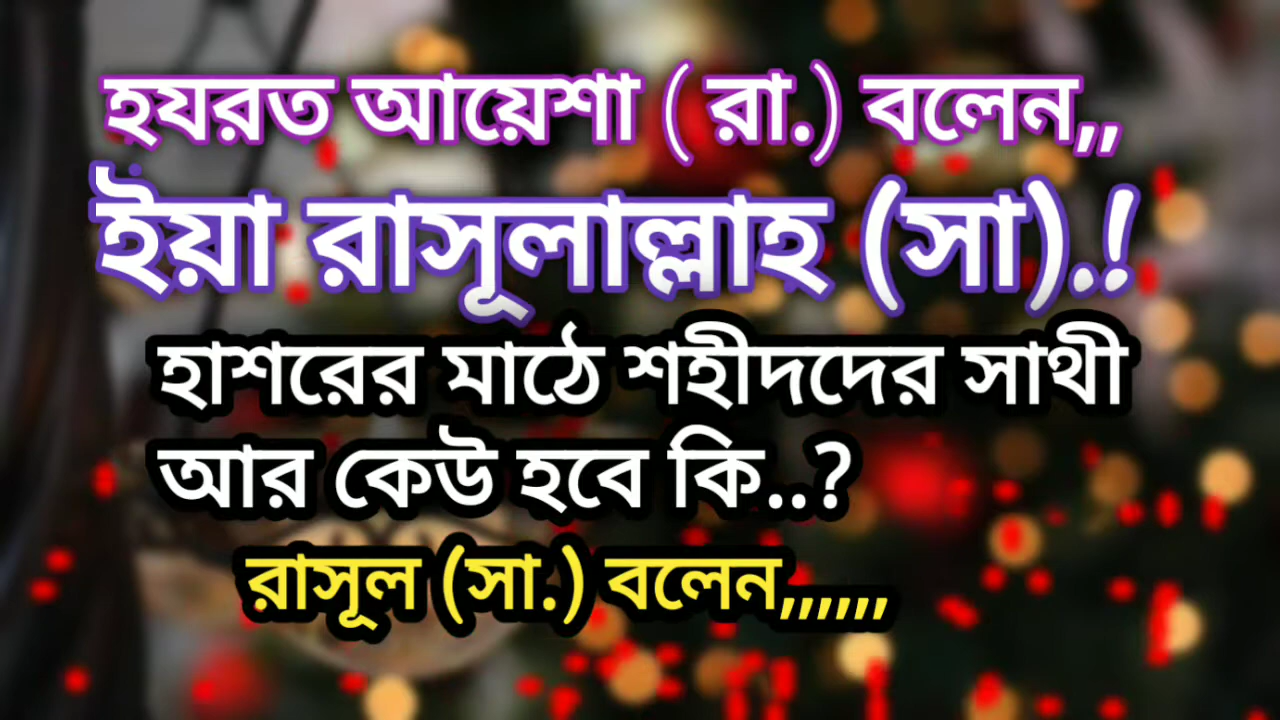 হযরত আয়েশা ( রা.) বলেন,,
ইয়া রাসূলাল্লাহ (সা).!
হাশরের মাঠে শহীদদের সাথী
আর কেউ হবে কি..?
রাসূল (সা.) বলেন,,,,,,